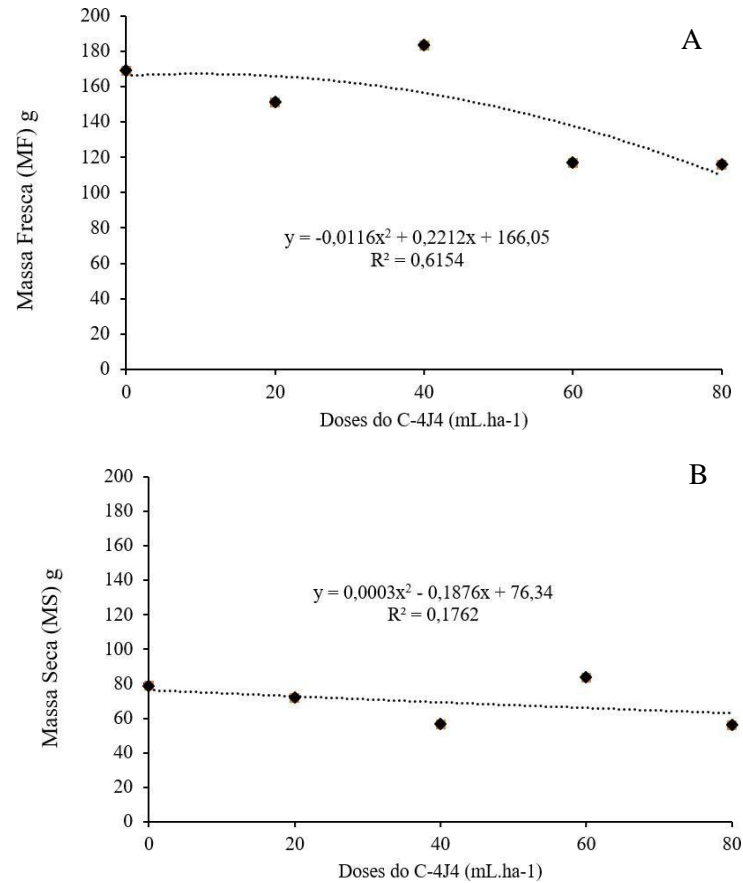 A
Massa Fresca (MF) g
200
180
160
140
120
100
80
60
40
20
0
y = -0,0116x² + 0,2212x + 166,05
R² = 0,6154
0 20 40 60 80
Doses do C-4J4 (mL.ha-1)
B
Massa Seca (MS) g
200
180
160
140
120
100
80
60
40
20
0
y = 0,0003x² - 0,1876x + 76,34
R² = 0,1762
0 20 40 60 80
Doses do C-4J4 (mL.ha-1)